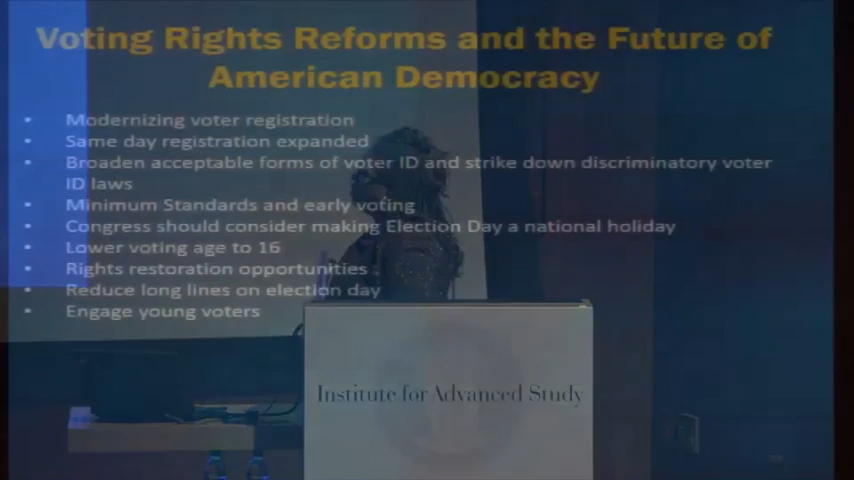 Voting Rights Reforms and the Future of
American Democracy
• Modernizing voter registration
• Same day registration expanded
• Broaden acceptable forms of voter ID and strike down discriminatory voter
ID laws
• Minimum Standards and early voting
• Congress should consider making Election Day a national holiday
• Lower voting age to 16
• Rights restoration opportunities
• Reduce long lines on election day
• Engage young voters
Institute for Advanced Study